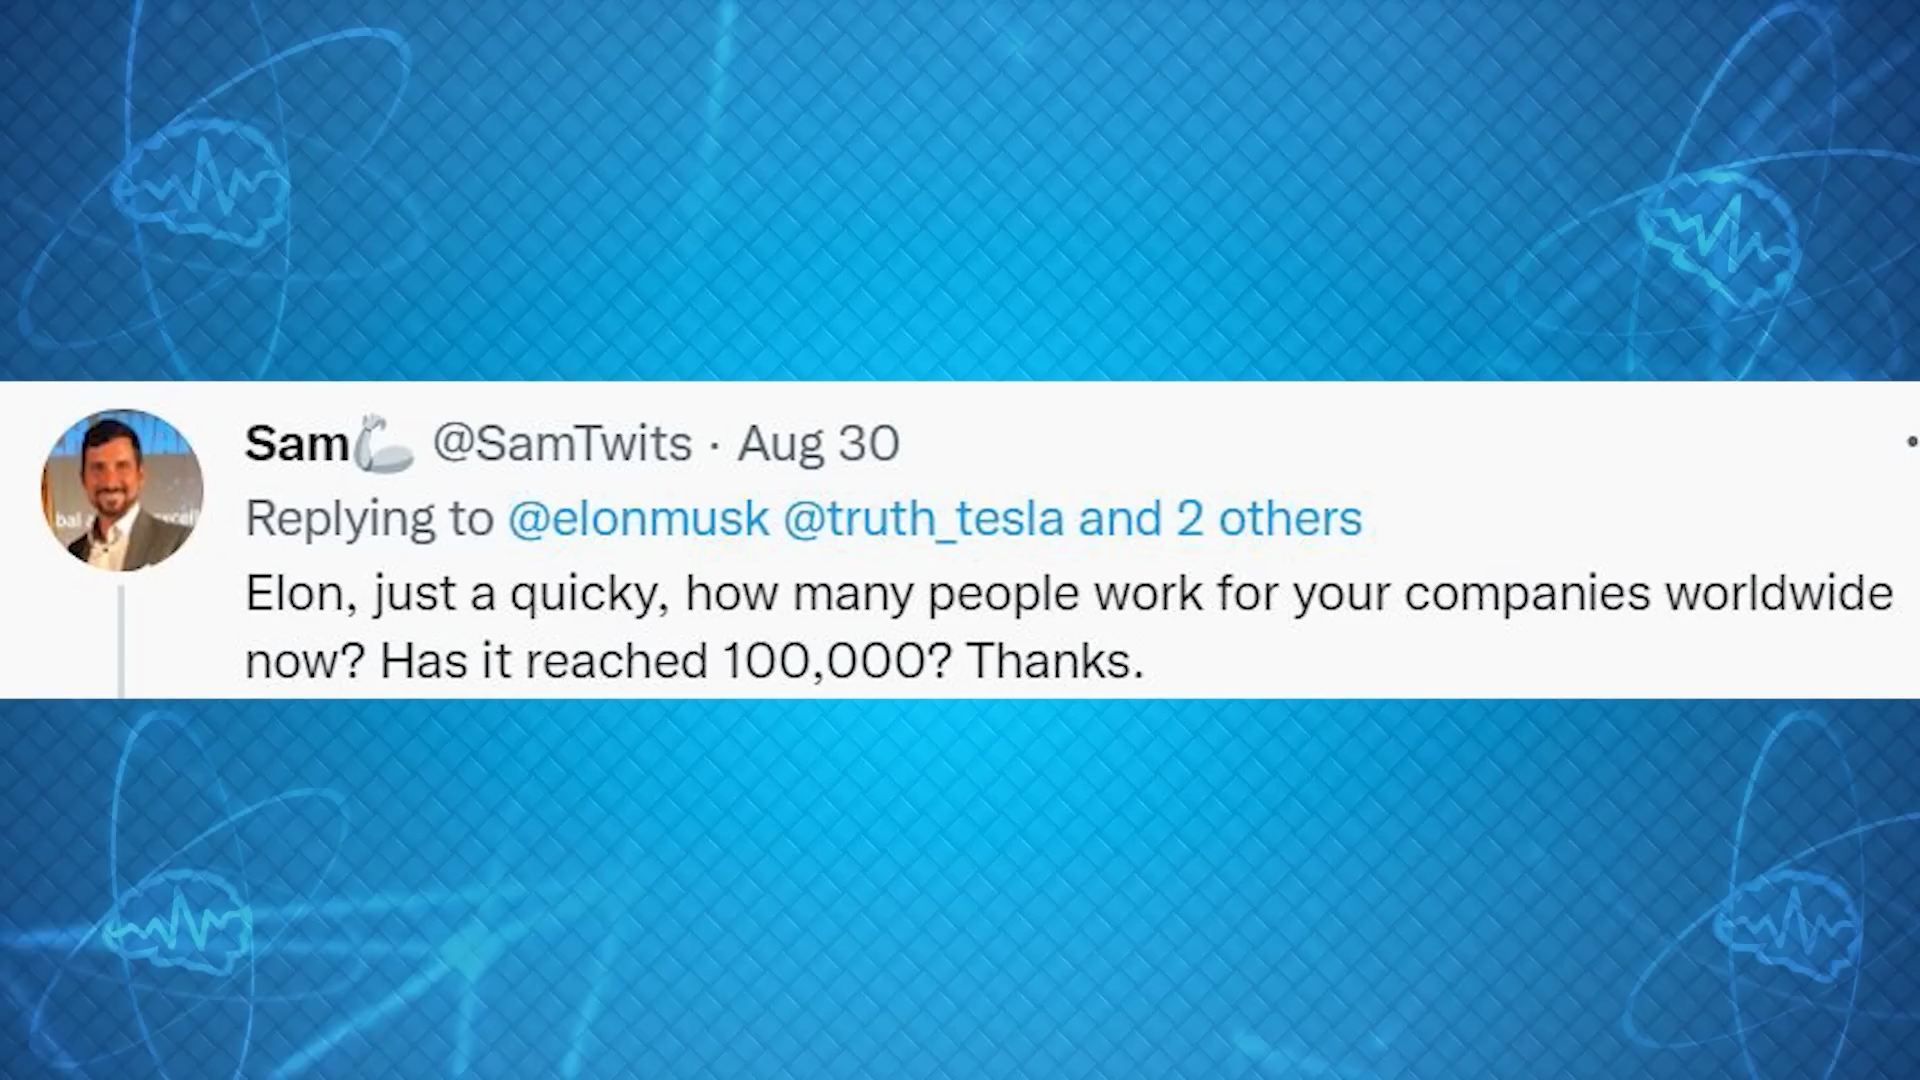 Sam🦾 @SamTwits · Aug 30
Replying to @elonmusk @truth_tesla and 2 others
Elon, just a quicky, how many people work for your companies worldwide
now? Has it reached 100,000? Thanks.